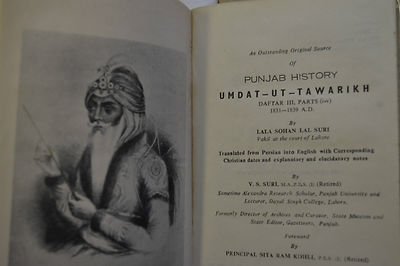 An Outstanding Original Source
Of
PUNJAB HISTORY
UMDAT-UT-TAWARIKH
DAFTAR III, PARTS
1831-1839 A.D.
By
LALA SOHAN LAL SURI
Vakil at the court of Lahore
Translated from Persian into English with Corresponding
Christian dates and explanatory and elucidatory notes
By
V. S. SURI, M.A., (Retired)
Sometime Alexandra Research Scholar, Punjab University and
Lecturer, Dayal Singh College, Lahore.
Formerly Director of Archives and Curator, State Museum and
State Editor, Gazetteers, Punjab.
Foreword
By
PRINCIPAL SITA RAM KOHLI, (Retired)